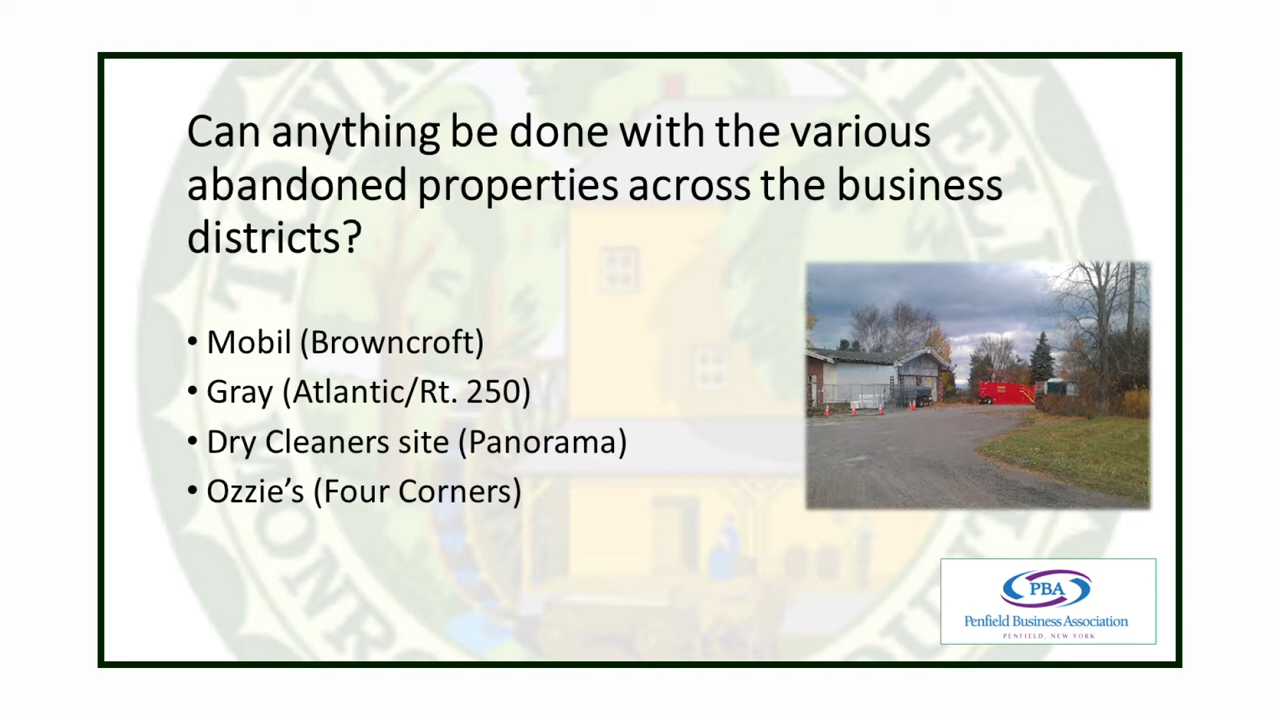 Can anything be done with the various
abandoned properties across the business
districts?
• Mobil (Browncroft)
• Gray (Atlantic/Rt. 250)
• Dry Cleaners site (Panorama)
• Ozzie's (Four Corners)
PBA
Penfield Business Association
PENFIELD, NEW YORK